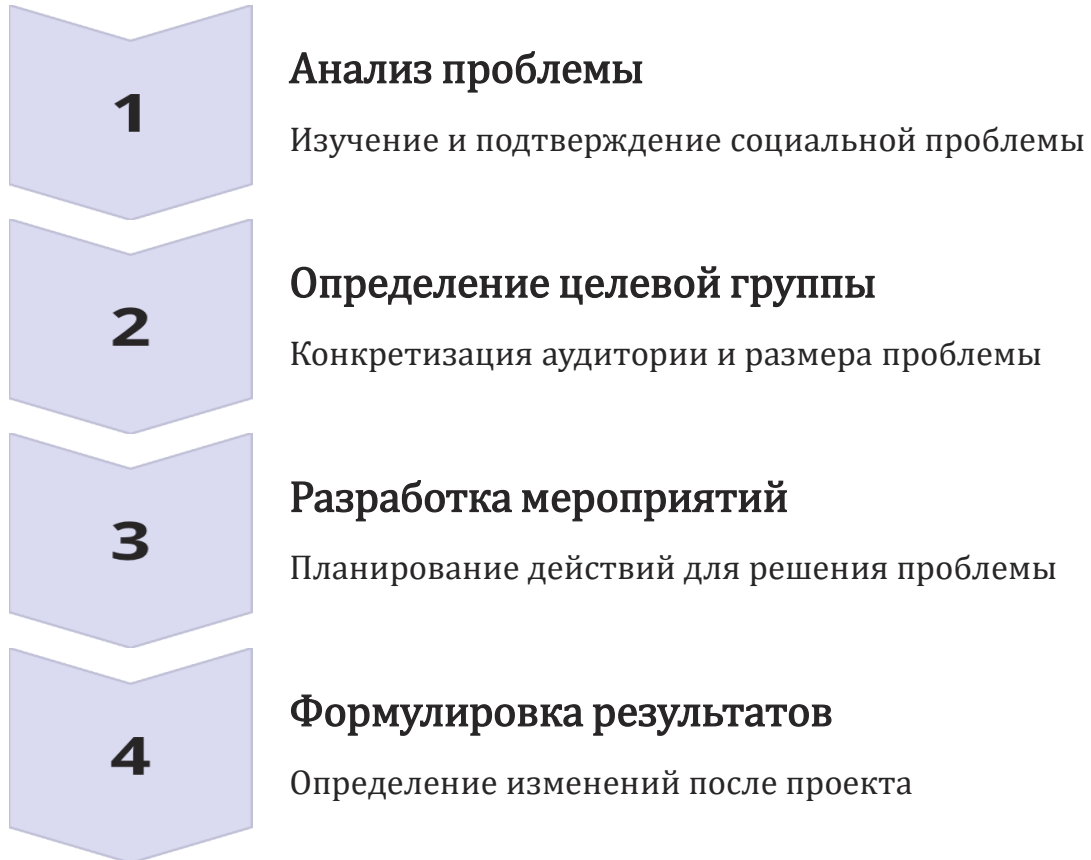 1
Анализ проблемы
Изучение и подтверждение социальной проблемы
2
Определение целевой группы
Конкретизация аудитории и размера проблемы
3
Разработка мероприятий
Планирование действий для решения проблемы
4
Формулировка результатов
Определение изменений после проекта